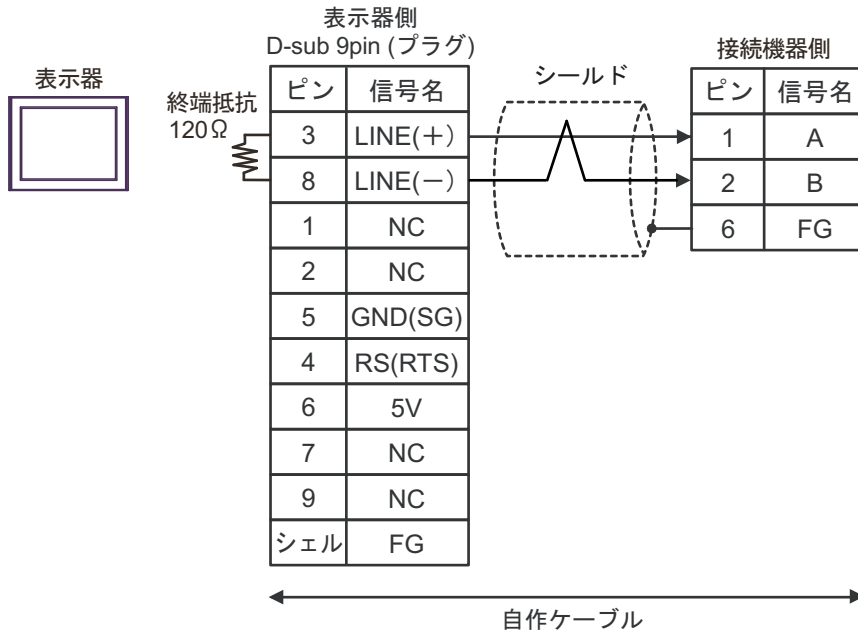 表示器側
D-sub 9pin (プラグ)
表示器
終端抵抗
120Ω
ピン 信号名
3 LINE(+)
8 LINE(-)
1 NC
2 NC
5 GND(SG)
4 RS(RTS)
6 5V
7 NC
9 NC
シェル FG
シールド
接続機器側
ピン 信号名
1 A
2 B
6 FG
自作ケーブル